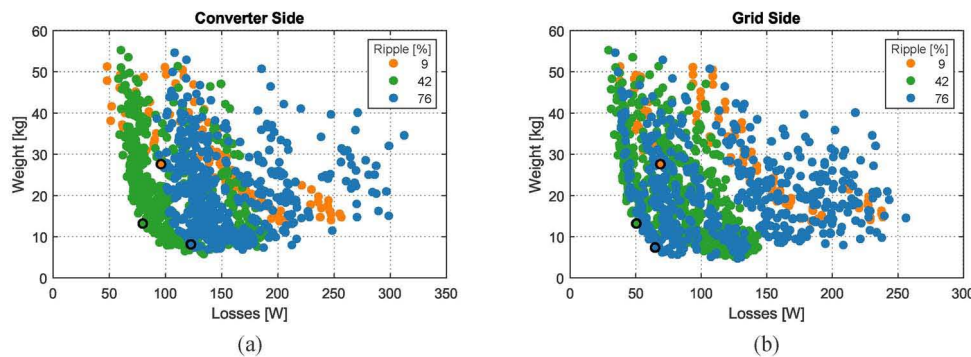 Converter Side
Weight [kg]
60
50
40
30
20
10
0
0 50 100 150 200 250 300 350
Losses [W]
Ripple [%]
9
42
76
(a)
Grid Side
Weight [kg]
60
50
40
30
20
10
0
0 50 100 150 200 250 300
Losses [W]
Ripple [%]
9
42
76
(b)